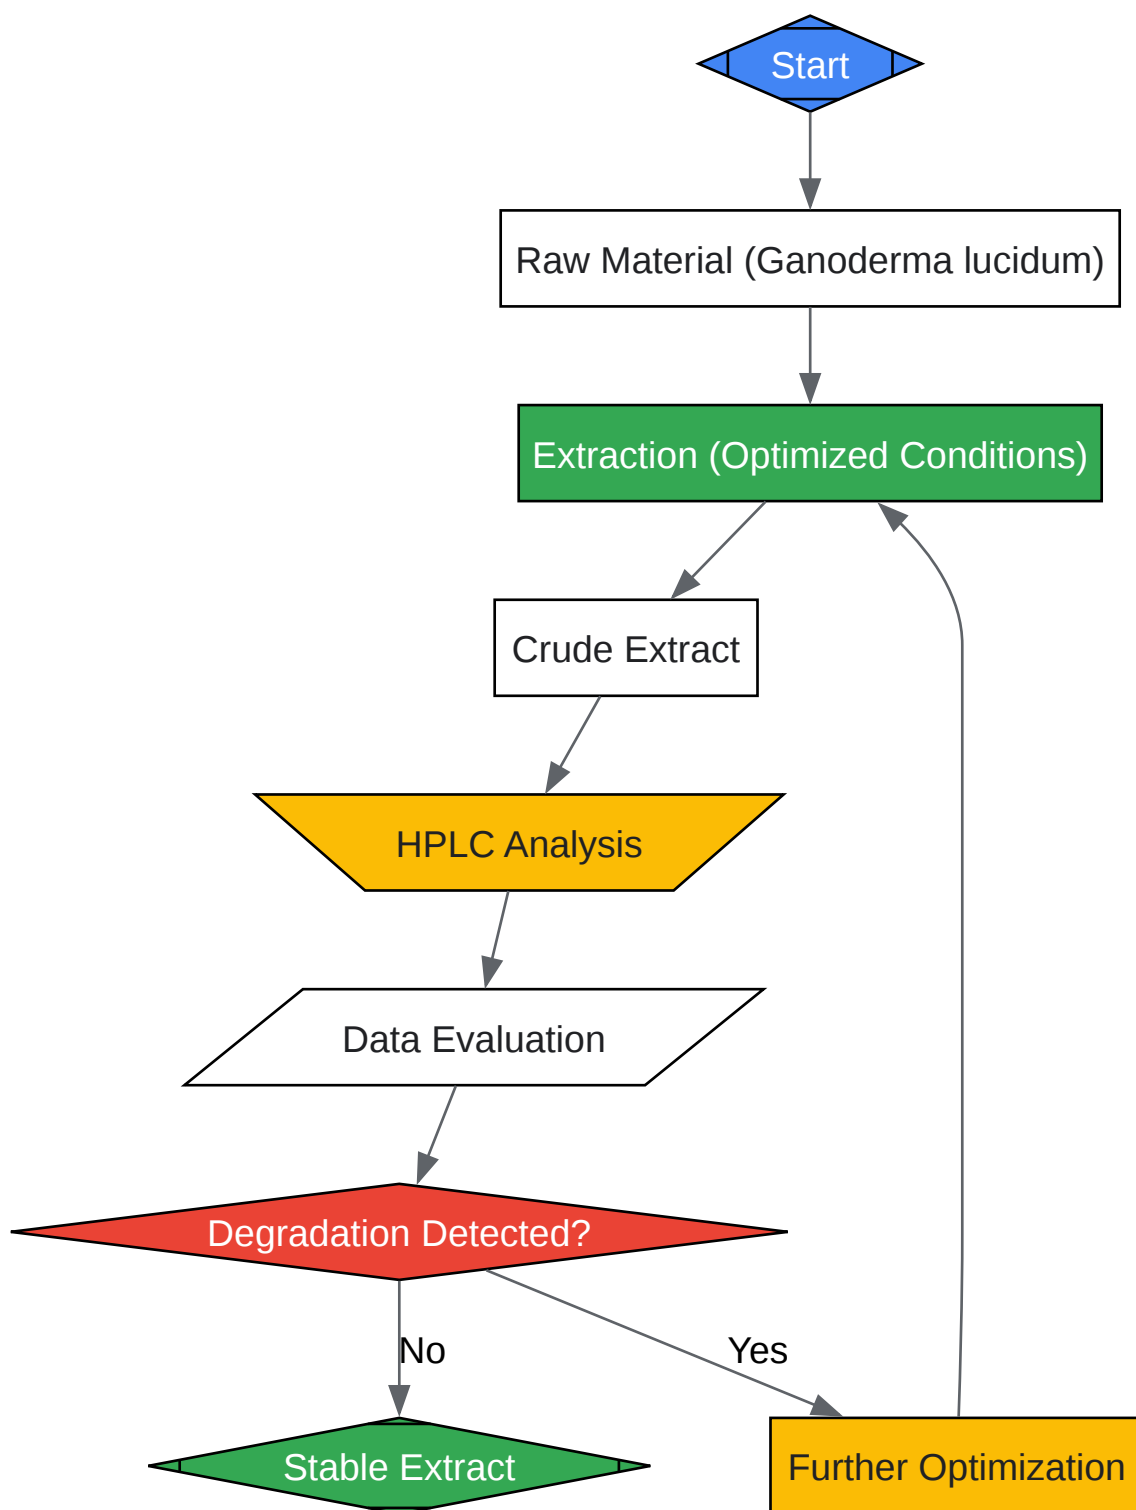 Start
Raw Material (Ganoderma lucidum)
Extraction (Optimized Conditions)
Crude Extract
HPLC Analysis
Data Evaluation
Degradation Detected?
No
Yes
Stable Extract
Further Optimization